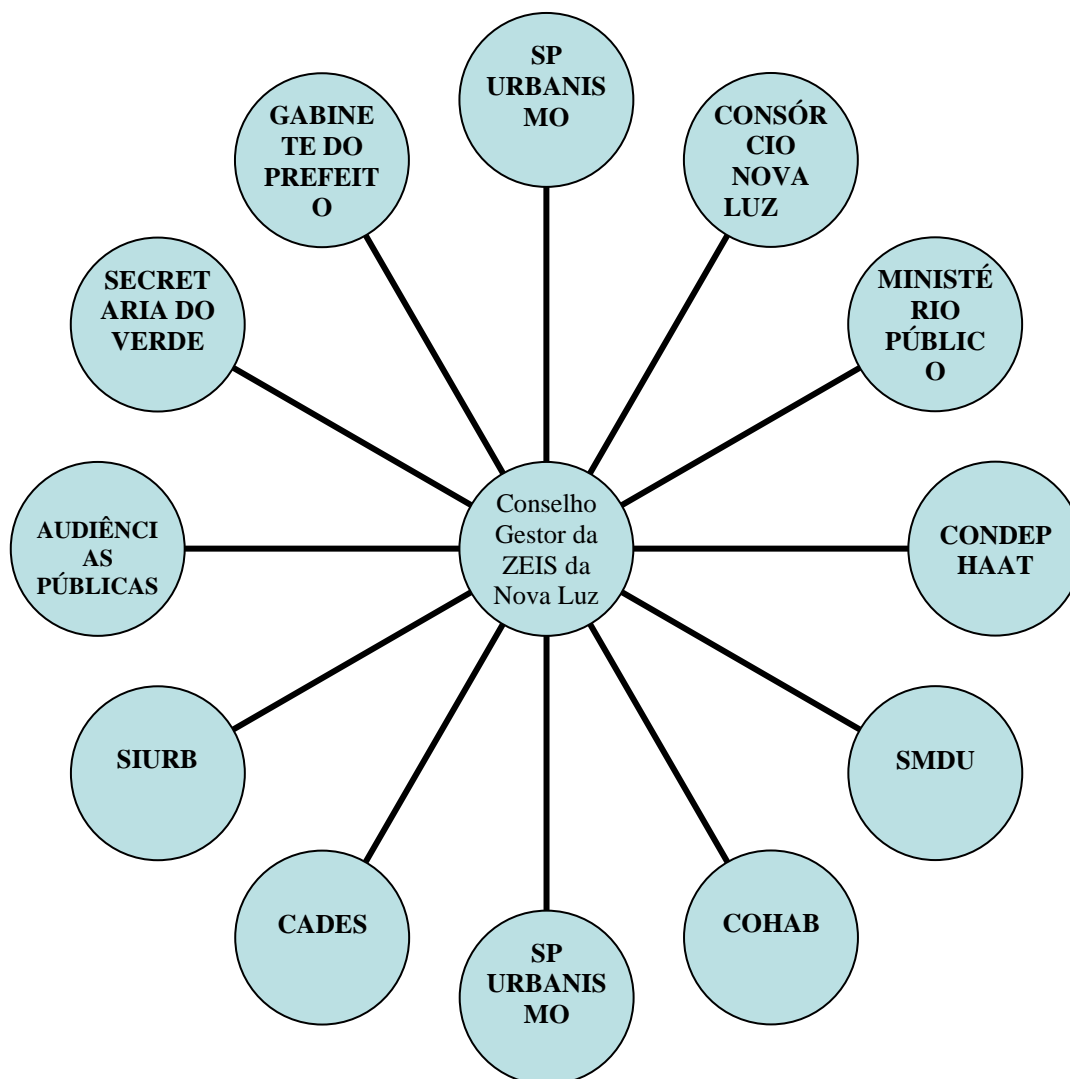 SP
URBANIS
MO
CONSÓR
CIO
NOVA
LUZ
MINISTÉ
RIO
PÚBLIC
O
CONDEP
HAAT
SMDU
COHAB
SP
URBANIS
MO
CADES
SIURB
AUDIÊNCI
AS
PÚBLICAS
SECRET
ARIA DO
VERDE
GABINE
TE DO
PREFEIT
O
Conselho
Gestor da
ZEIS da
Nova Luz